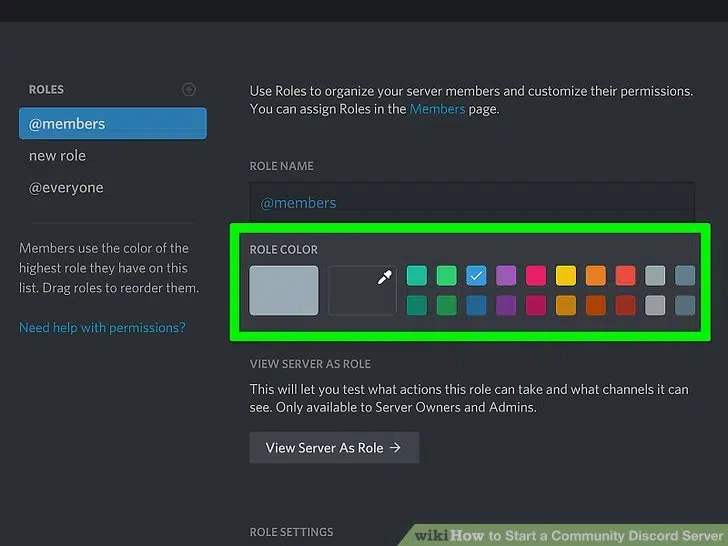 ROLES
@members
new role
@everyone
Members use the color of the
highest role they have on this
list. Drag roles to reorder them.
Need help with permissions?
Use Roles to organize your server members and customize their permissions.
You can assign Roles in the Members page.
ROLE NAME
@members
ROLE COLOR
VIEW SERVER AS ROLE
This will let you test what actions this role can take and what channels it can
see. Only available to Server Owners and Admins.
View Server As Role →
ROLE SETTINGS
wikiHow to Start a Community Discord Server